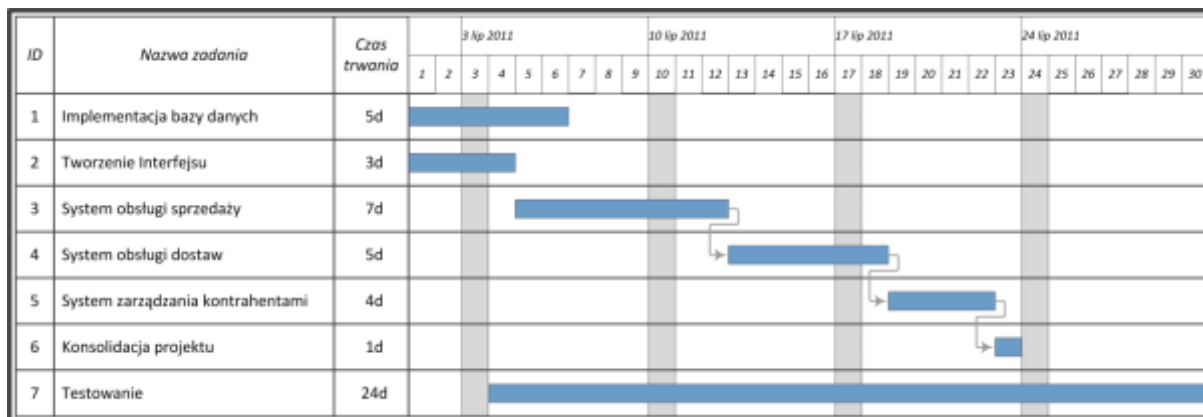 ID Nazwa zadania Czas trwania
3 lip 2011 10 lip 2011 17 lip 2011 24 lip 2011
1 2 3 4 5 6 7 8 9 10 11 12 13 14 15 16 17 18 19 20 21 22 23 24 25 26 27 28 29 30
1 Implementacja bazy danych 5d
2 Tworzenie Interfejsu 3d
3 System obsługi sprzedaży 7d
4 System obsługi dostaw 5d
5 System zarządzania kontrahentami 4d
6 Konsolidacja projektu 1d
7 Testowanie 24d